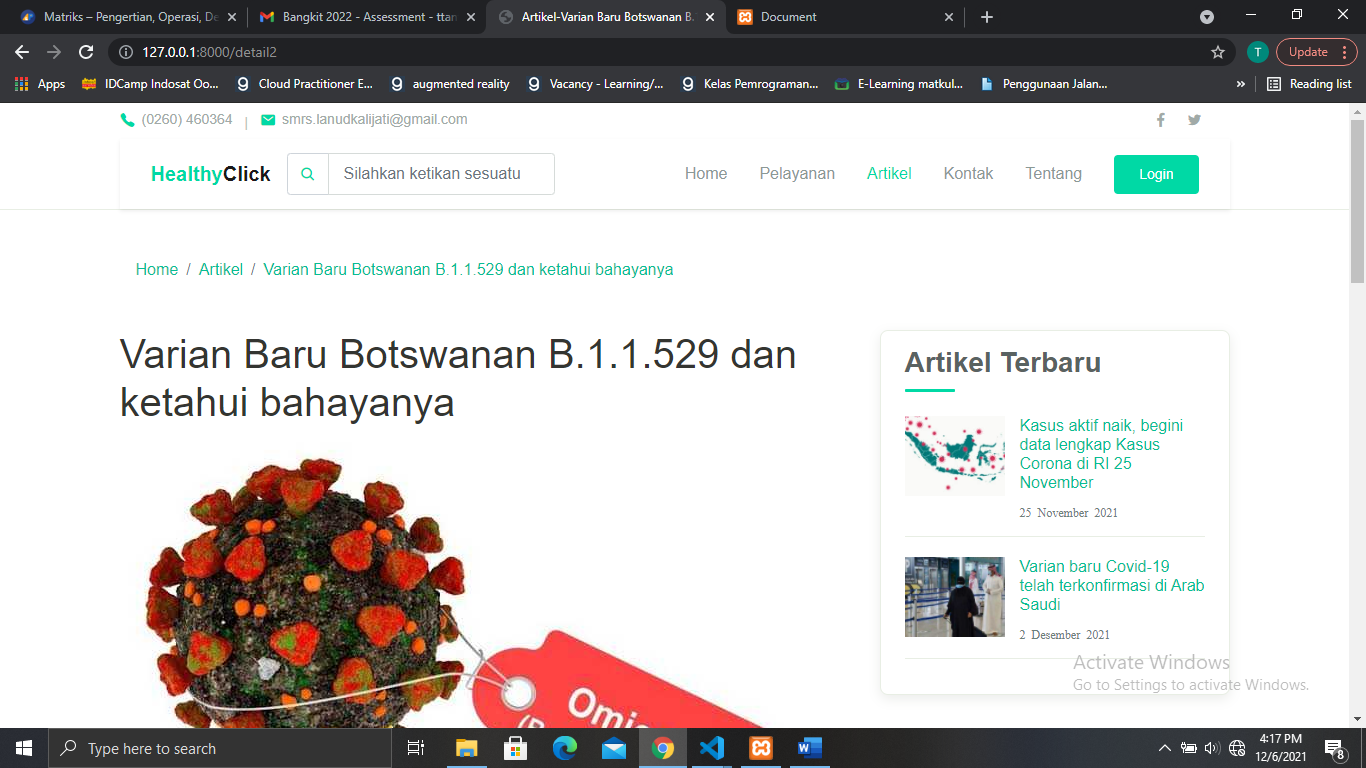 Matriks – Pengertian, Operasi, De
Bangkit 2022 - Assessment - ttan
Artikel-Varian Baru Botswanan B.
Document
127.0.0.1:8000/detail2
T
Update
Apps
IDCamp Indosat Oo...
Cloud Practitioner E...
augmented reality
Vacancy - Learning/...
Kelas Pemrograman...
E-Learning matkul...
Penggunaan Jalan...
»
Reading list
(0260) 460364 | smrs.lanudkalijati@gmail.com
HealthyClick
Silahkan ketikan sesuatu
Home
Pelayanan
Artikel
Kontak
Tentang
Login
Home / Artikel / Varian Baru Botswanan B.1.1.529 dan ketahui bahayanya
Varian Baru Botswanan B.1.1.529 dan
ketahui bahayanya
Artikel Terbaru
Kasus aktif naik, begini
data lengkap Kasus
Corona di RI 25
November
25 November 2021
Varian baru Covid-19
telah terkonfirmasi di Arab
Saudi
2 Desember 2021
Activate Windows
Go to Settings to activate Windows.
Type here to search
4:17 PM
12/6/2021
8